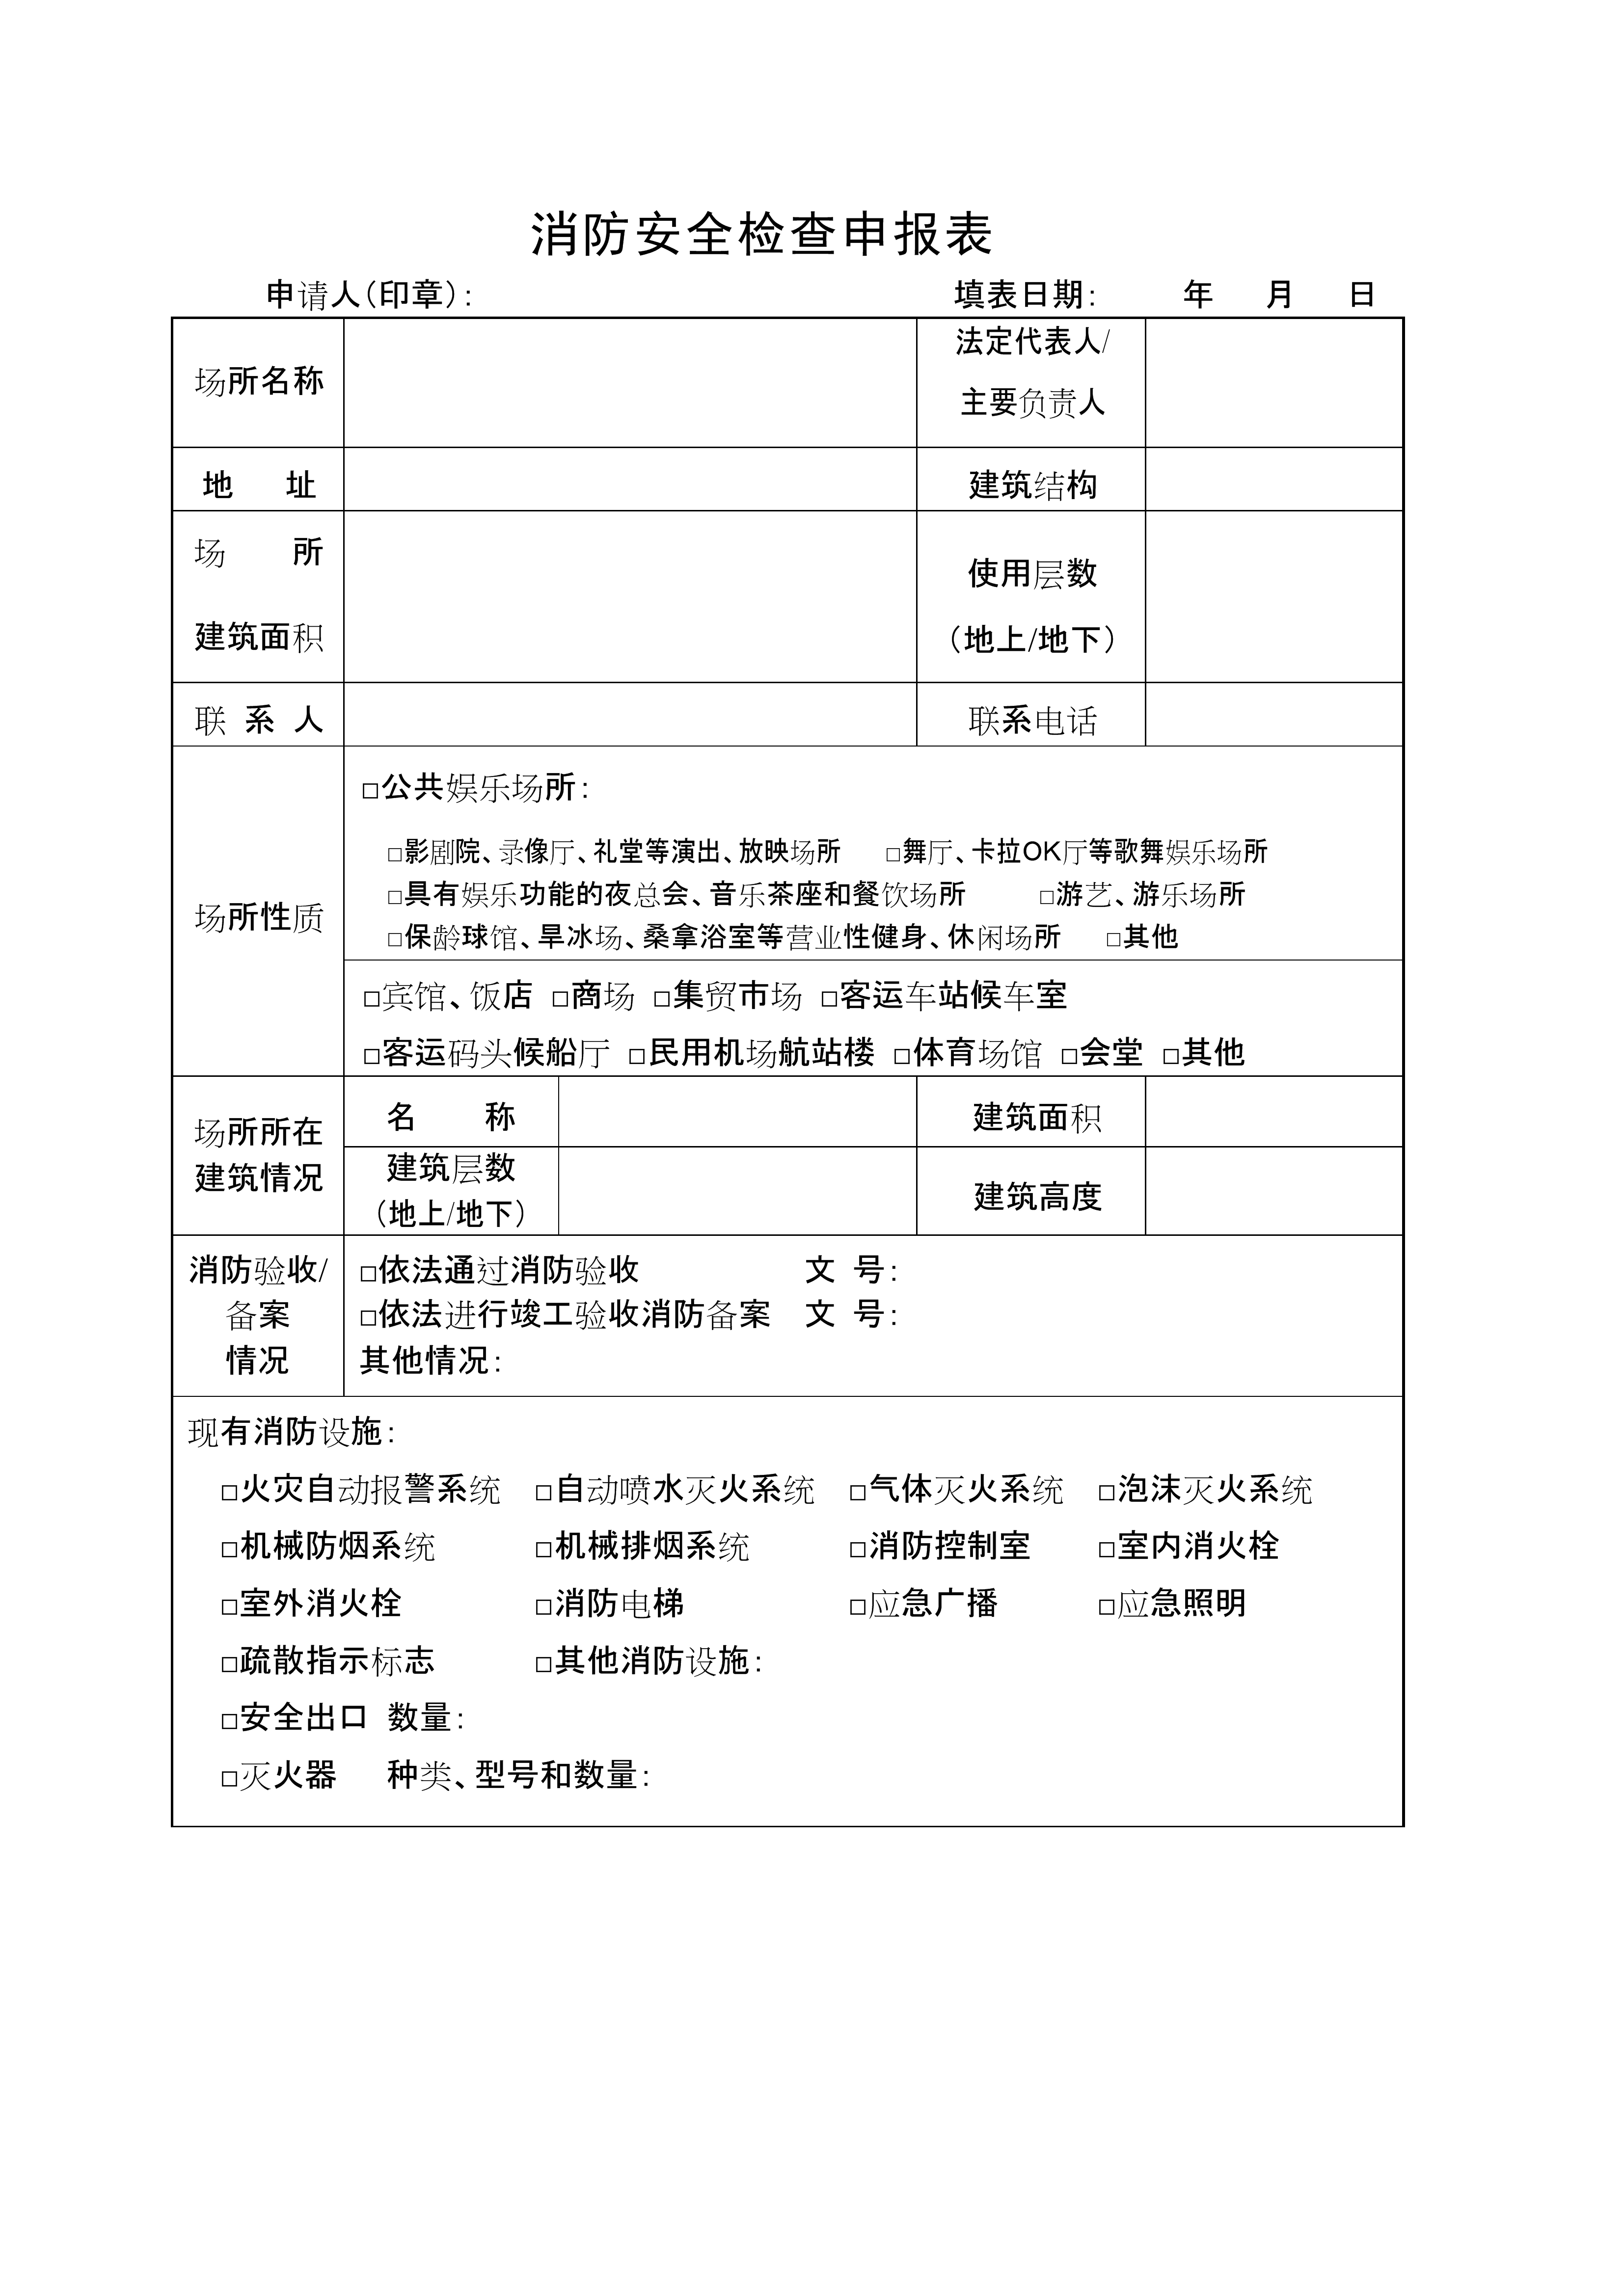 消防安全检查申报表
申请人（印章）： 填表日期： 年 月 日
场所名称 法定代表人/
主要负责人
地 址 建筑结构
场 所
建筑面积
使用层数
（地上/地下）
联 系 人 联系电话
场所性质
□公共娱乐场所：
□影剧院、录像厅、礼堂等演出、放映场所 □舞厅、卡拉OK厅等歌舞娱乐场所
□具有娱乐功能的夜总会、音乐茶座和餐饮场所 □游艺、游乐场所
□保龄球馆、旱冰场、桑拿浴室等营业性健身、休闲场所 □其他
□宾馆、饭店 □商场 □集贸市场 □客运车站候车室
□客运码头候船厅 □民用机场航站楼 □体育场馆 □会堂 □其他
场所所在
建筑情况
名 称 建筑面积
建筑层数
（地上/地下）
建筑高度
消防验收/
备案
情况
□依法通过消防验收 文 号：
□依法进行竣工验收消防备案 文 号：
其他情况：
现有消防设施：
□火灾自动报警系统 □自动喷水灭火系统 □气体灭火系统 □泡沫灭火系统
□机械防烟系统 □机械排烟系统 □消防控制室 □室内消火栓
□室外消火栓 □消防电梯 □应急广播 □应急照明
□疏散指示标志 □其他消防设施：
□安全出口 数量：
□灭火器 种类、型号和数量：